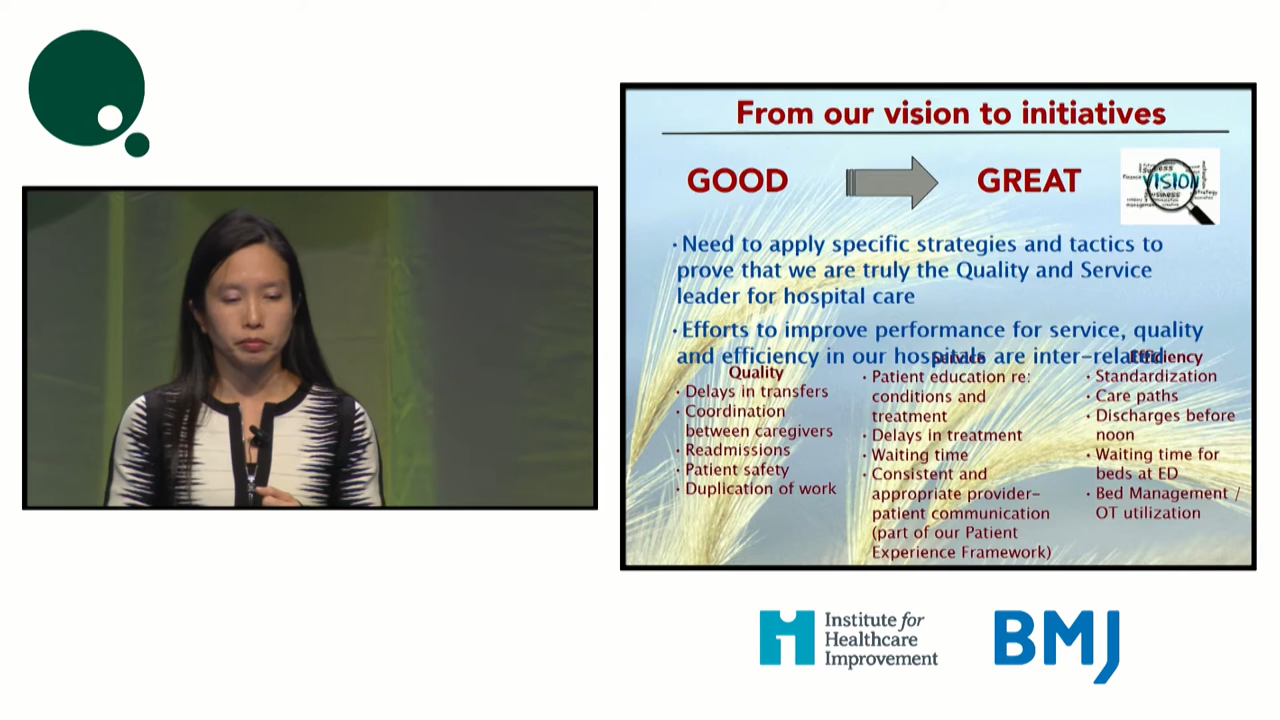 From our vision to initiatives
GOOD
GREAT
VISION
• Need to apply specific strategies and tactics to
prove that we are truly the Quality and Service
leader for hospital care
• Efforts to improve performance for service, quality
and efficiency in our hospitals are inter-related
Quality
• Delays in transfers
• Coordination
between caregivers
• Readmissions
• Patient safety
• Duplication of work
Service
• Patient education re:
conditions and
treatment
• Delays in treatment
• Waiting time
• Consistent and
appropriate provider-
patient communication
(part of our Patient
Experience Framework)
Efficiency
• Standardization
• Care paths
• Discharges before
noon
• Waiting time for
beds at ED
• Bed Management /
OT utilization
Institute for
Healthcare
Improvement
BMJ